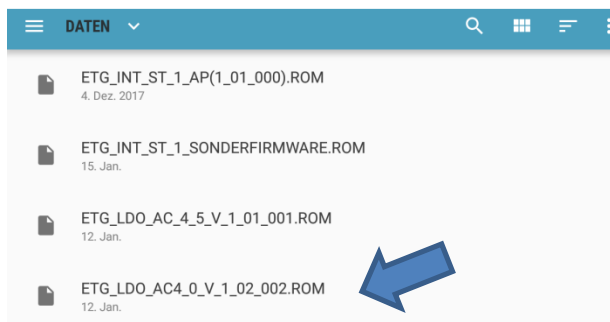 DATEN
ETG_INT_ST_1_AP(1_01_000).ROM
4. Dez. 2017
ETG_INT_ST_1_SONDERFIRMWARE.ROM
15. Jan.
ETG_LDO_AC_4_5_V_1_01_001.ROM
12. Jan.
ETG_LDO_AC4_0_V_1_02_002.ROM
12. Jan.